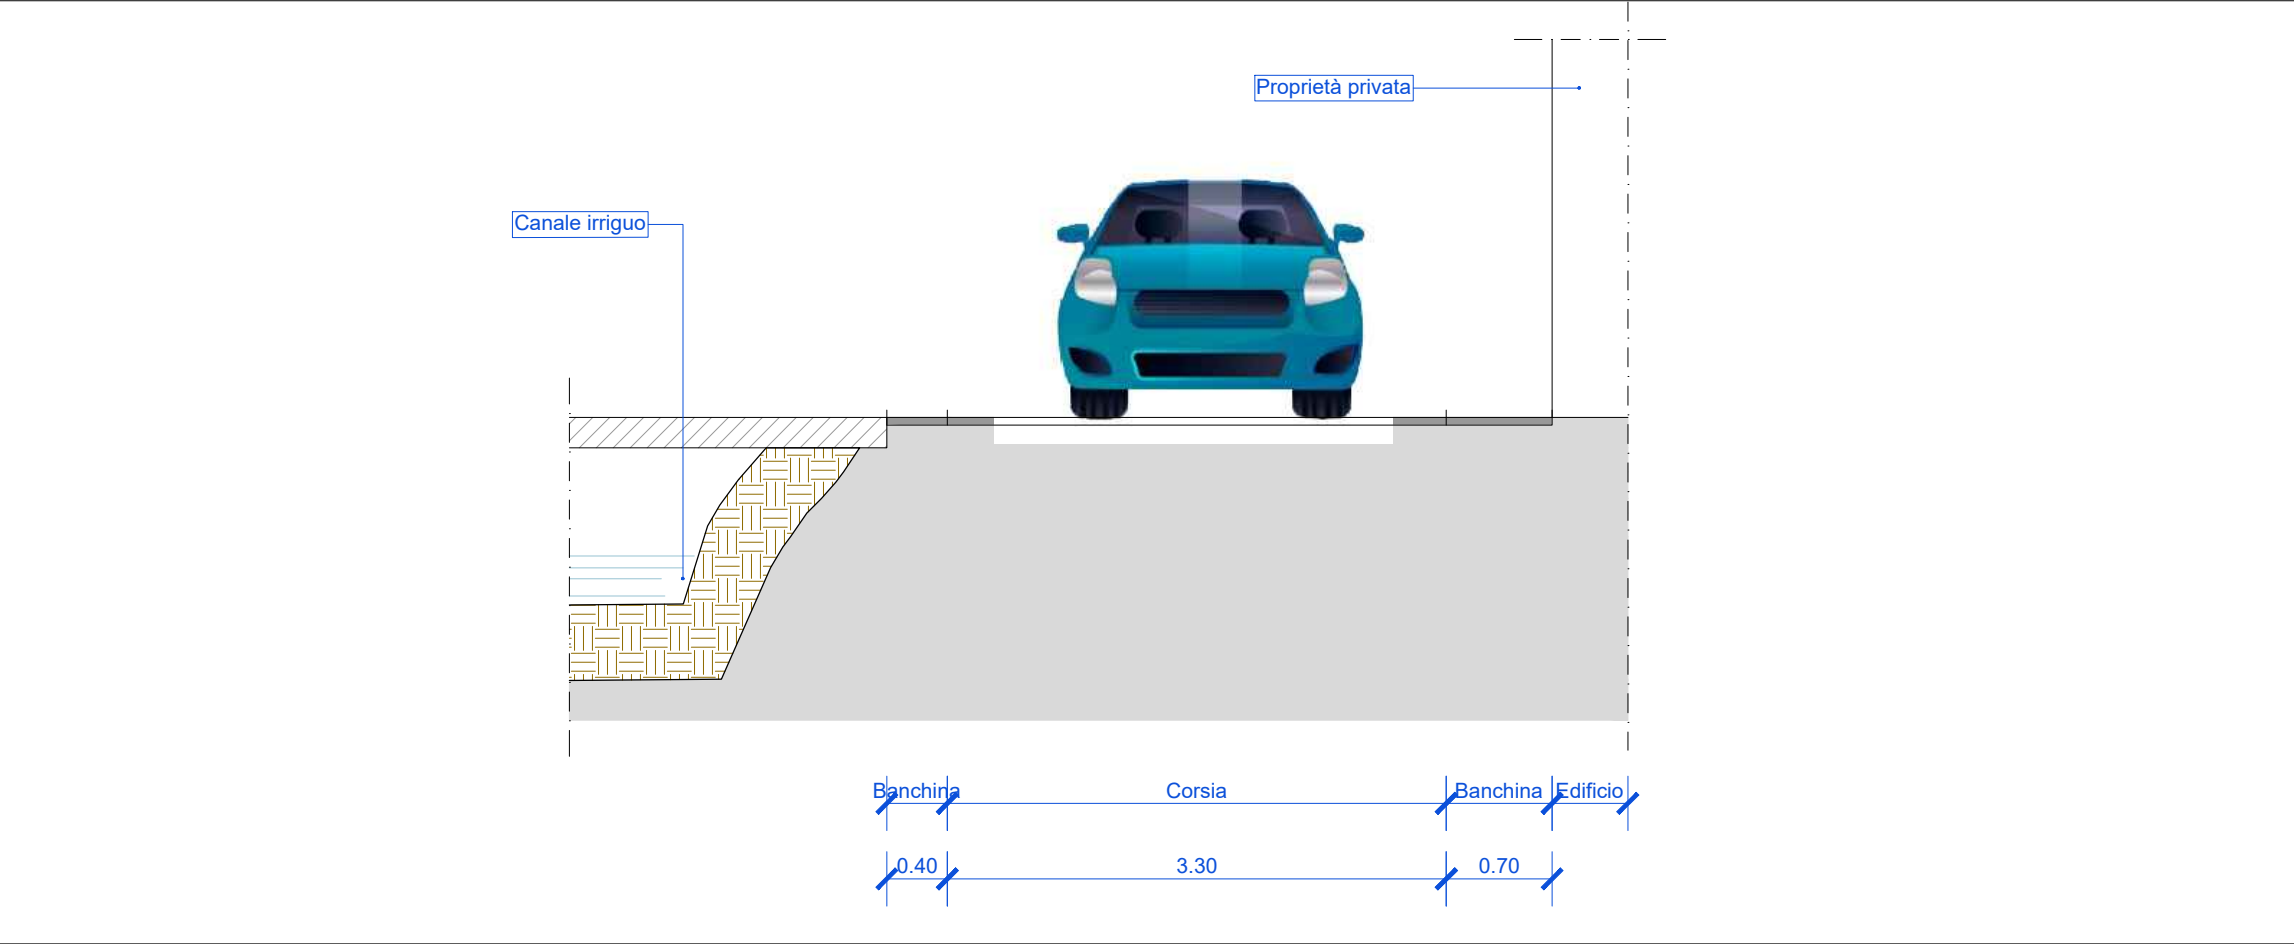 Proprietà privata
Canale irriguo
Banchina
Corsia
Banchina
Edificio
0.40
3.30
0.70